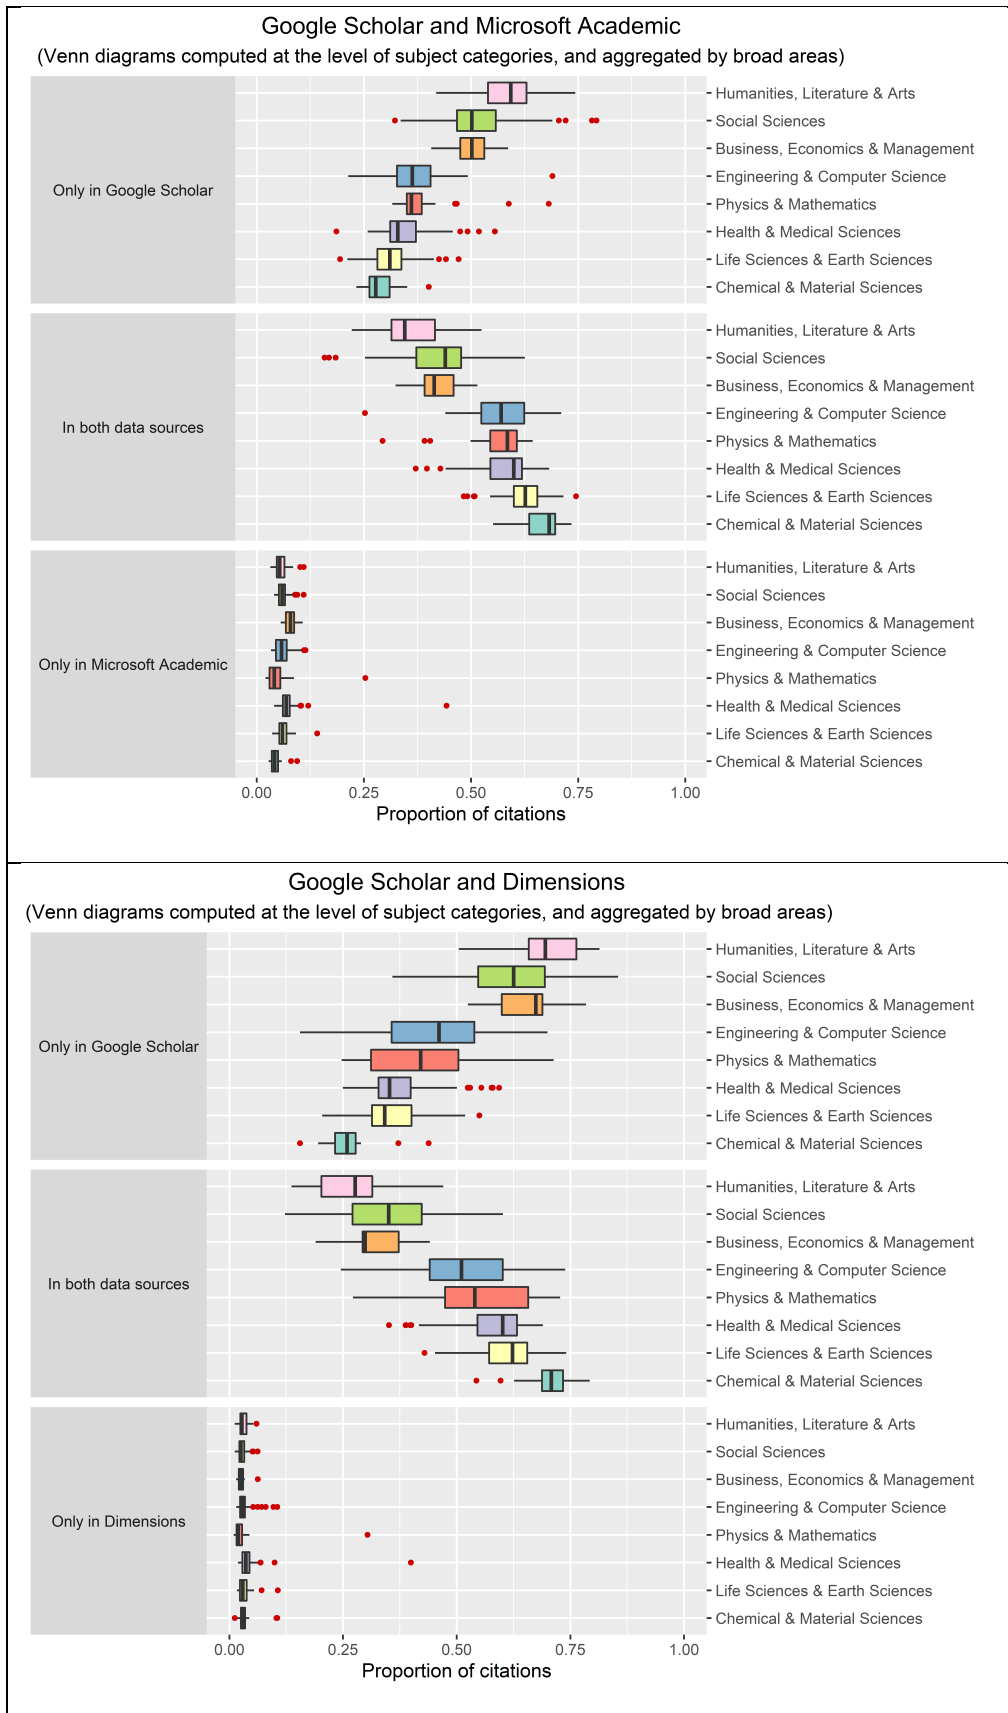 Google Scholar and Microsoft Academic
(Venn diagrams computed at the level of subject categories, and aggregated by broad areas)
Only in Google Scholar
Humanities, Literature & Arts
Social Sciences
Business, Economics & Management
Engineering & Computer Science
Physics & Mathematics
Health & Medical Sciences
Life Sciences & Earth Sciences
Chemical & Material Sciences
In both data sources
Humanities, Literature & Arts
Social Sciences
Business, Economics & Management
Engineering & Computer Science
Physics & Mathematics
Health & Medical Sciences
Life Sciences & Earth Sciences
Chemical & Material Sciences
Only in Microsoft Academic
Humanities, Literature & Arts
Social Sciences
Business, Economics & Management
Engineering & Computer Science
Physics & Mathematics
Health & Medical Sciences
Life Sciences & Earth Sciences
Chemical & Material Sciences
0.00 0.25 0.50 0.75 1.00
Proportion of citations
Google Scholar and Dimensions
(Venn diagrams computed at the level of subject categories, and aggregated by broad areas)
Only in Google Scholar
Humanities, Literature & Arts
Social Sciences
Business, Economics & Management
Engineering & Computer Science
Physics & Mathematics
Health & Medical Sciences
Life Sciences & Earth Sciences
Chemical & Material Sciences
In both data sources
Humanities, Literature & Arts
Social Sciences
Business, Economics & Management
Engineering & Computer Science
Physics & Mathematics
Health & Medical Sciences
Life Sciences & Earth Sciences
Chemical & Material Sciences
Only in Dimensions
Humanities, Literature & Arts
Social Sciences
Business, Economics & Management
Engineering & Computer Science
Physics & Mathematics
Health & Medical Sciences
Life Sciences & Earth Sciences
Chemical & Material Sciences
0.00 0.25 0.50 0.75 1.00
Proportion of citations